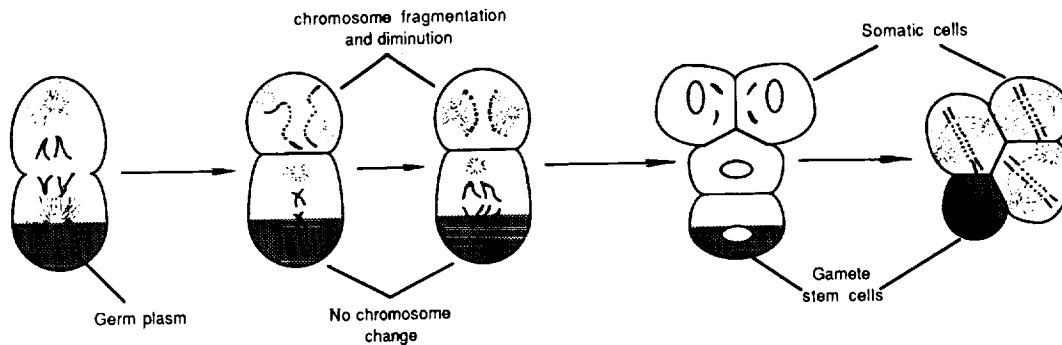 chromosome fragmentation
and diminution
Somatic cells
Germ plasm
No chromosome
change
Gamete
stem cells